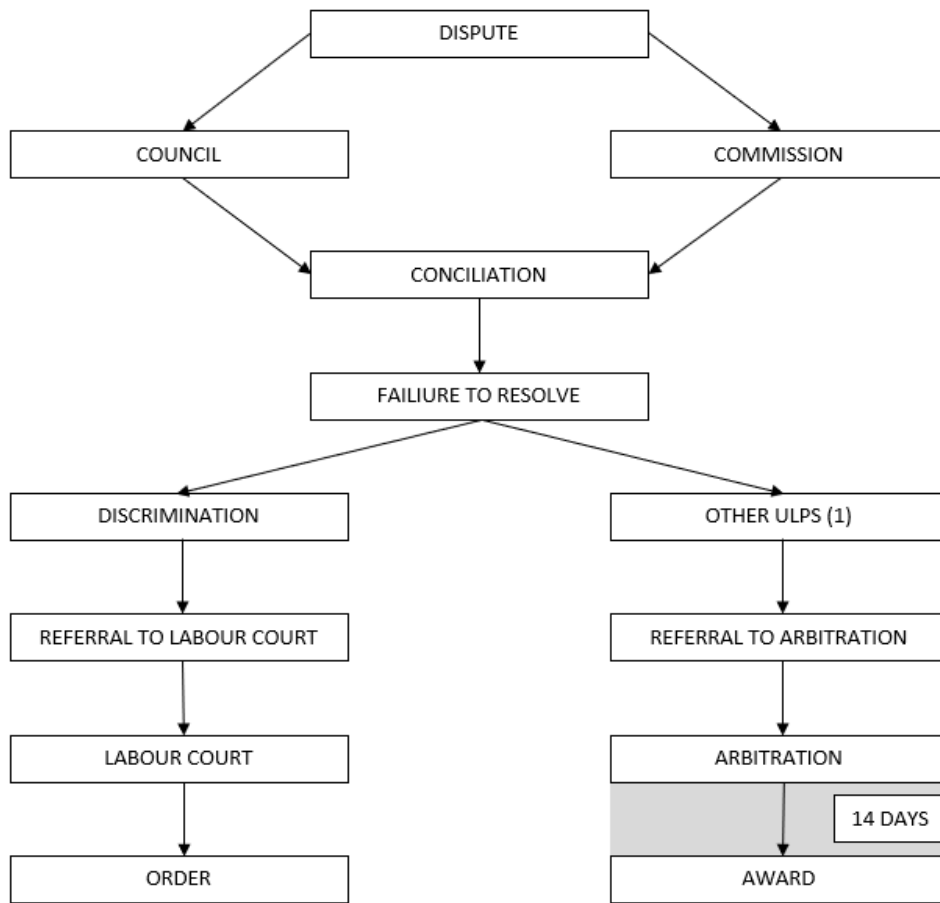 DISPUTE
COUNCIL
COMMISSION
CONCILIATION
FAILIURE TO RESOLVE
DISCRIMINATION
OTHER ULPS (1)
REFERRAL TO LABOUR COURT
REFERRAL TO ARBITRATION
LABOUR COURT
ARBITRATION
14 DAYS
ORDER
AWARD